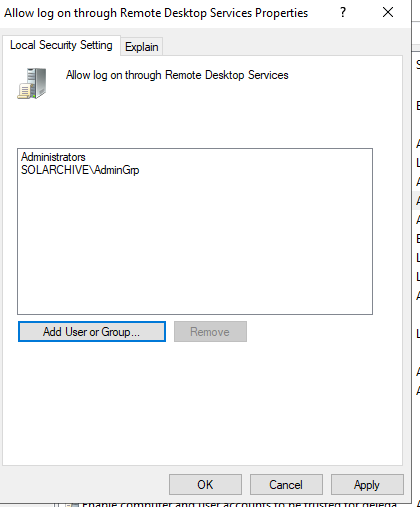 Allow log on through Remote Desktop Services Properties ?
Local Security Setting Explain
Allow log on through Remote Desktop Services
Administrators
SOLARCHIVE\AdminGrp
Add User or Group... Remove
OK Cancel Apply
Enable computer and user accounts to be trusted for delega